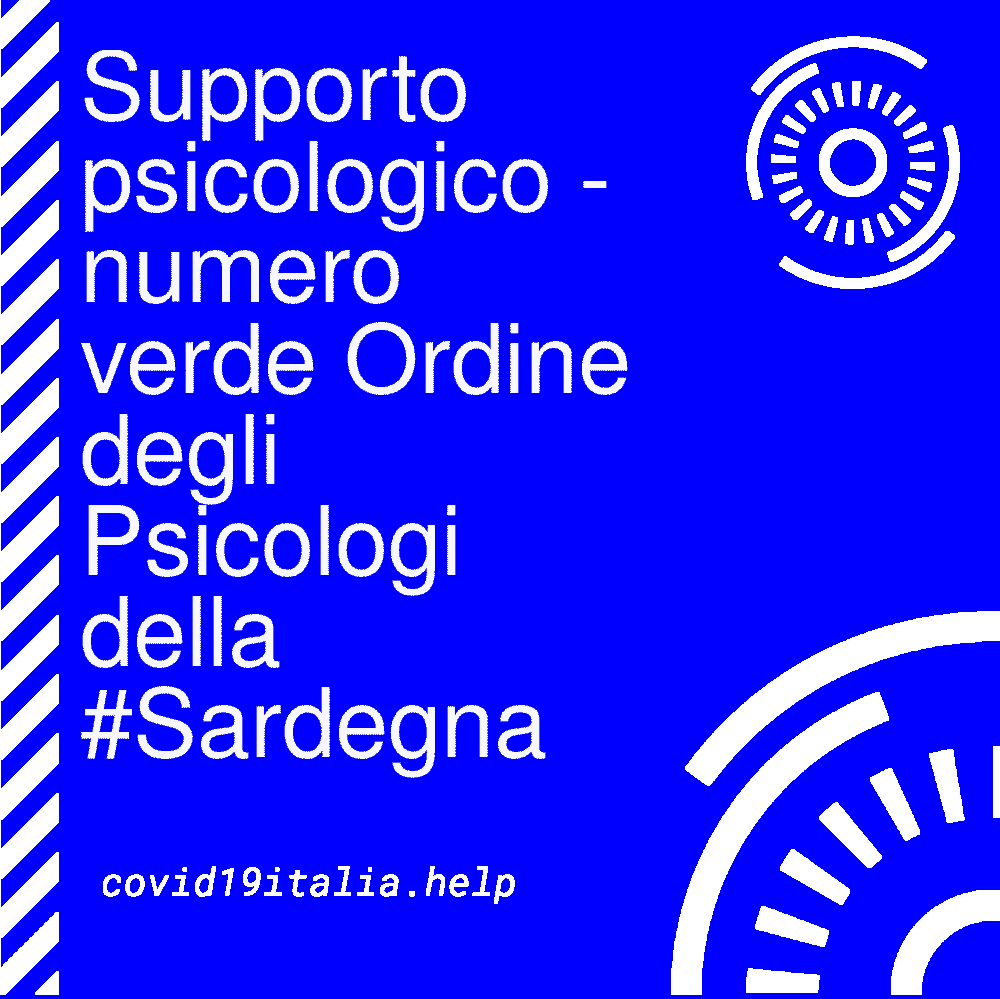 Supporto
psicologico -
numero
verde Ordine
degli
Psicologi
della
#Sardegna
covid19italia.help